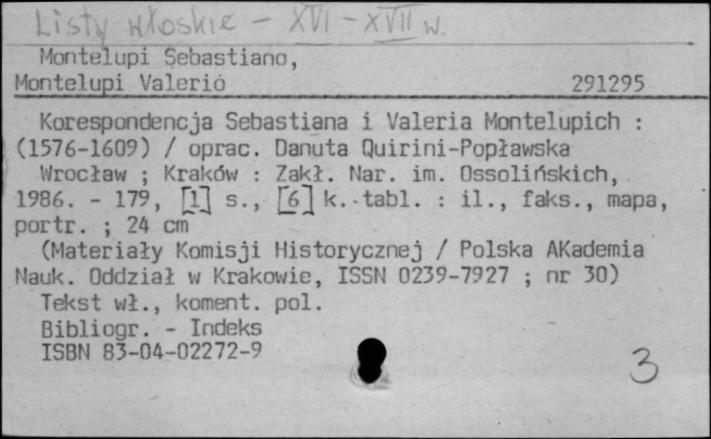 Listy włoskie - XVI - XVII w.
Montelupi Sebastiano,
Montelupi Valerio 291295
Korespondencja Sebastiana i Valeria Montelupich :
(1576-1609) / oprac. Danuta Quirini-Popławska
Wrocław ; Kraków : Zakł. Nar. im. Ossolińskich,
1986. - 179, [1] s., [6] k. tabl. : il., faks., mapa,
portr. ; 24 cm
(Materiały Komisji Historycznej / Polska AKademia
Nauk. Oddział w Krakowie, ISSN 0239-7927 ; nr 30)
Tekst wł., koment. pol.
Bibliogr. - Indeks
ISBN 83-04-02272-9
3